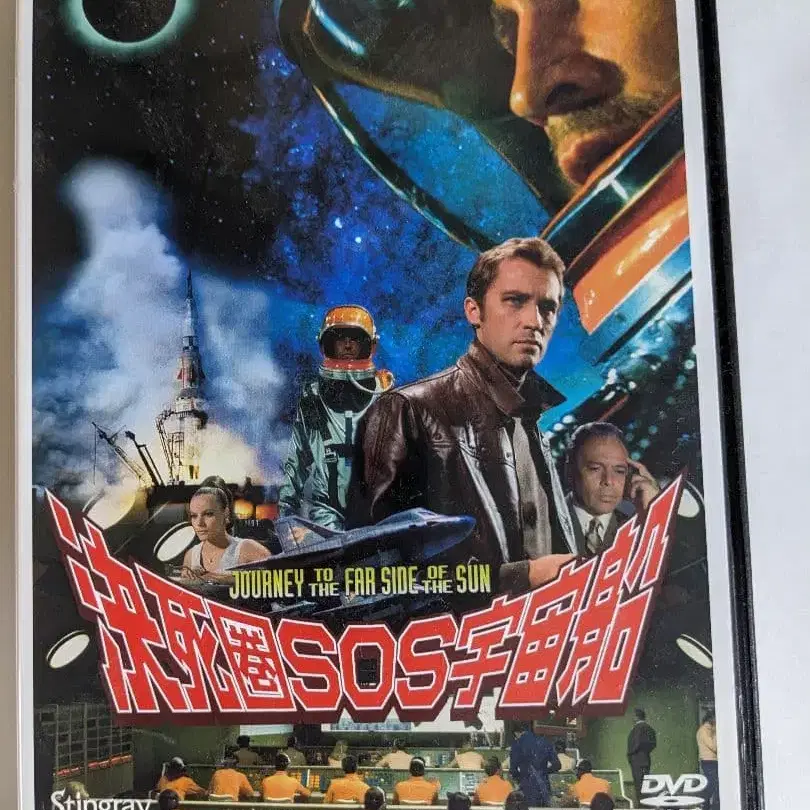 JOURNEY TO THE FAR SIDE OF THE SUN
決死圏SOS宇宙船
Stingray
DVD